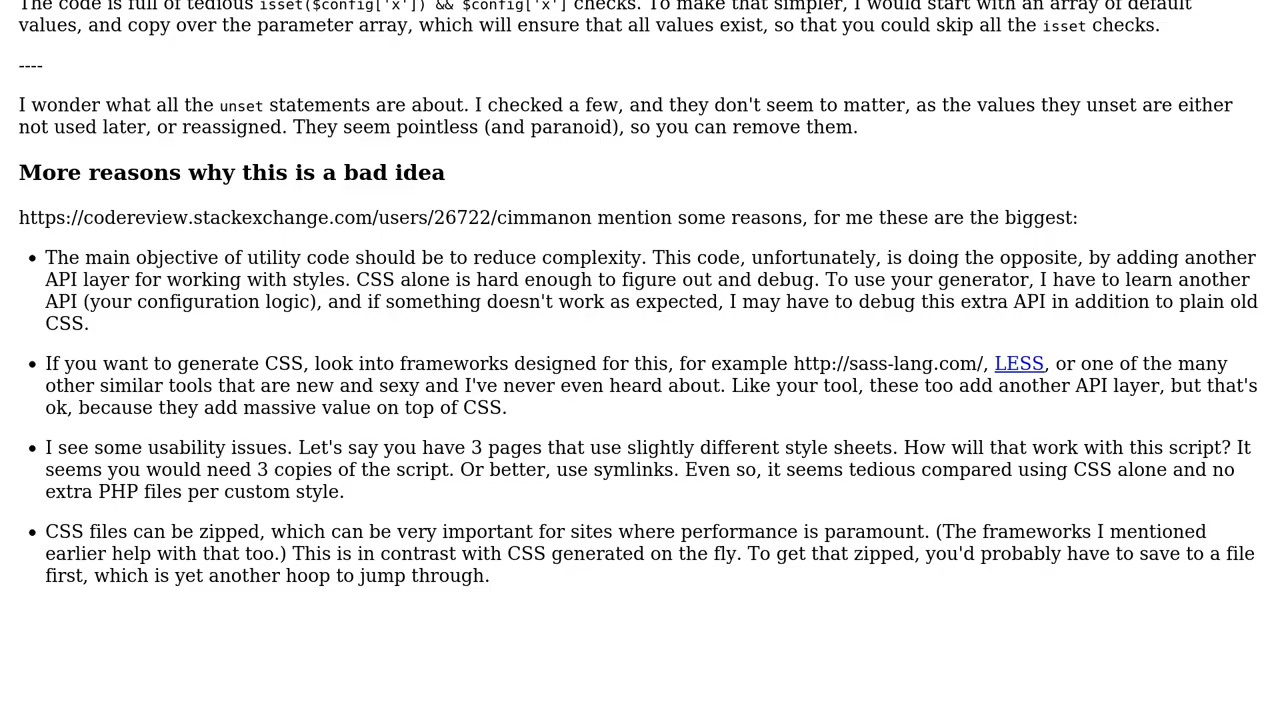 The code is full of tedious isset($config['x']) && $config['x'] checks. To make that simpler, I would start with an array of default
values, and copy over the parameter array, which will ensure that all values exist, so that you could skip all the isset checks.
----
I wonder what all the unset statements are about. I checked a few, and they don't seem to matter, as the values they unset are either
not used later, or reassigned. They seem pointless (and paranoid), so you can remove them.
More reasons why this is a bad idea
https://codereview.stackexchange.com/users/26722/cimmanon mention some reasons, for me these are the biggest:
• The main objective of utility code should be to reduce complexity. This code, unfortunately, is doing the opposite, by adding another
API layer for working with styles. CSS alone is hard enough to figure out and debug. To use your generator, I have to learn another
API (your configuration logic), and if something doesn't work as expected, I may have to debug this extra API in addition to plain old
CSS.
• If you want to generate CSS, look into frameworks designed for this, for example http://sass-lang.com/, LESS, or one of the many
other similar tools that are new and sexy and I've never even heard about. Like your tool, these too add another API layer, but that's
ok, because they add massive value on top of CSS.
• I see some usability issues. Let's say you have 3 pages that use slightly different style sheets. How will that work with this script? It
seems you would need 3 copies of the script. Or better, use symlinks. Even so, it seems tedious compared using CSS alone and no
extra PHP files per custom style.
• CSS files can be zipped, which can be very important for sites where performance is paramount. (The frameworks I mentioned
earlier help with that too.) This is in contrast with CSS generated on the fly. To get that zipped, you'd probably have to save to a file
first, which is yet another hoop to jump through.